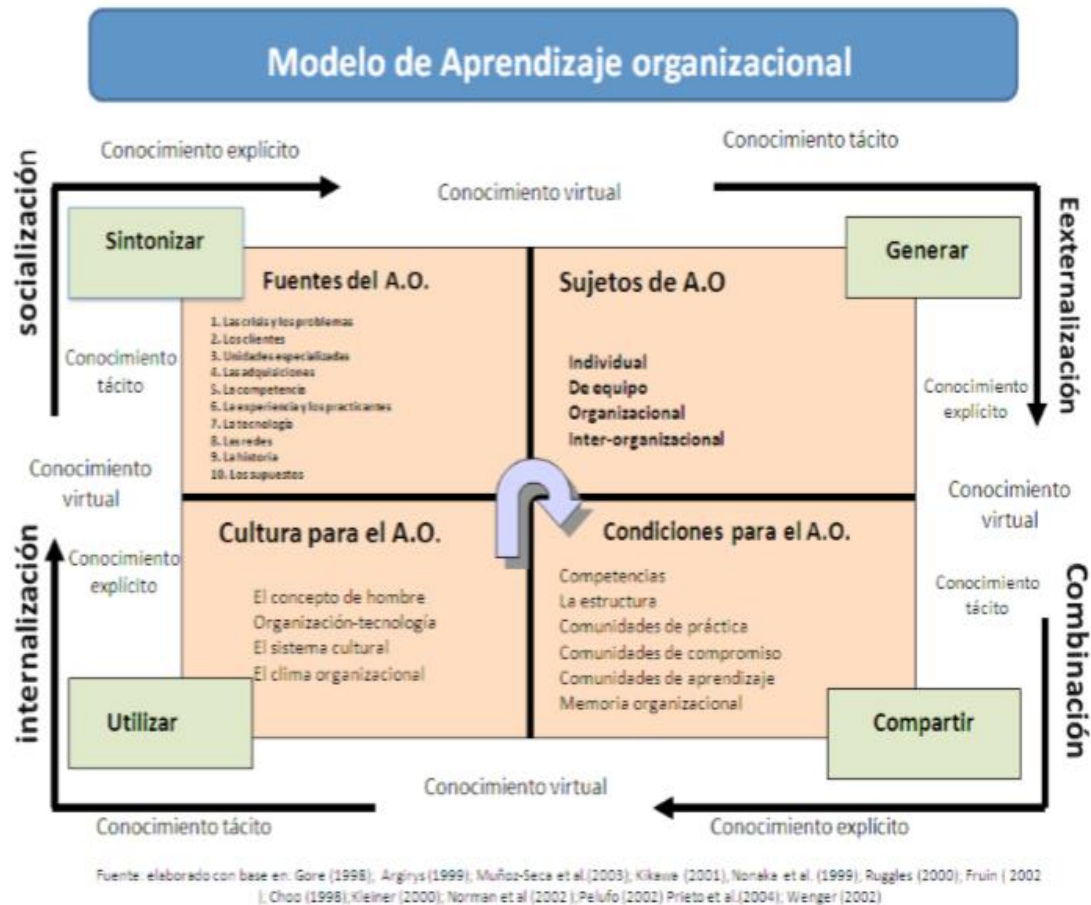 Modelo de Aprendizaje organizacional
Conocimiento explícito
Conocimiento tácito
Conocimiento virtual
socialización
Eexternalización
Sintonizar
Generar
Fuentes del A.O.
1. Las crisis y los problemas
2. Los clientes
3. Unidades especializadas
4. Las adquisiciones
5. La competencia
6. La experiencia y los practicantes
7. La tecnología
8. Las redes
9. La historia
10. Los supuestos
Sujetos de A.O
Individual
De equipo
Organizacional
Inter-organizacional
Conocimiento
tácito
Conocimiento
explícito
Conocimiento
virtual
Conocimiento
virtual
internalización
Combinación
Conocimiento
explícito
Conocimiento
tácito
Cultura para el A.O.
El concepto de hombre
Organización-tecnología
El sistema cultural
El clima organizacional
Condiciones para el A.O.
Competencias
La estructura
Comunidades de práctica
Comunidades de compromiso
Comunidades de aprendizaje
Memoria organizacional
Utilizar
Compartir
Conocimiento virtual
Conocimiento tácito
Conocimiento explícito
Fuente: elaborado con base en: Gore (1998); Argirys (1999); Muñoz-Seca et al.(2003); Kikawe (2001), Nonaka et al. (1999), Ruggles (2000), Fruin ( 2002
); Choo (1998); Kleiner (2000); Norman et al (2002); Pelufo (2002) Prieto et al.(2004); Wenger (2002)